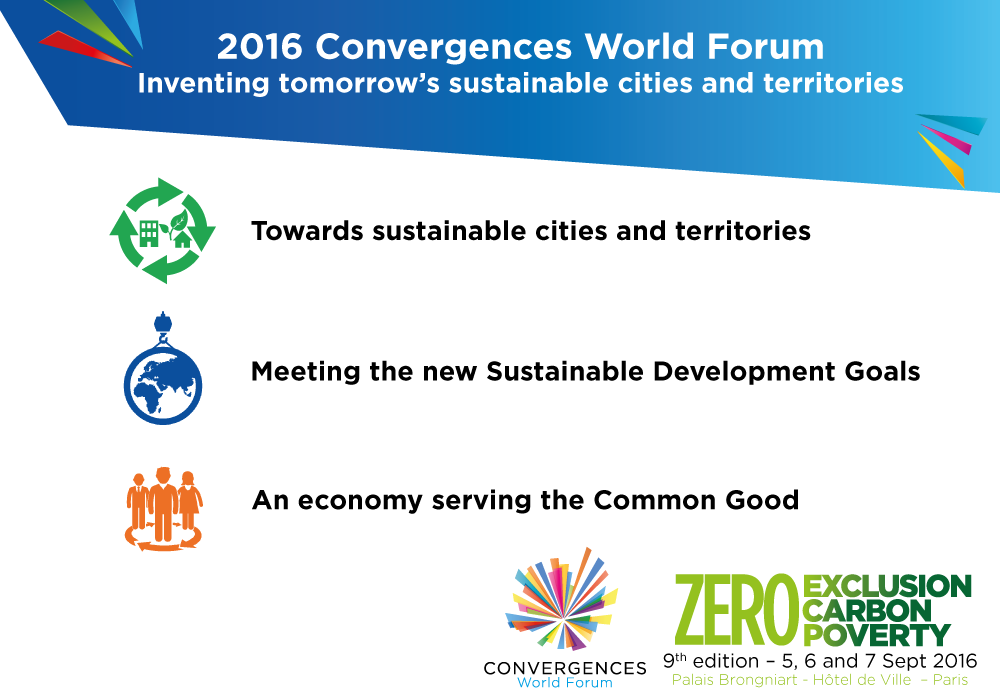 2016 Convergences World Forum
Inventing tomorrow’s sustainable cities and territories
Towards sustainable cities and territories
Meeting the new Sustainable Development Goals
An economy serving the Common Good
CONVERGENCES
World Forum
ZERO EXCLUSION
CARBON
POVERTY
9th edition – 5, 6 and 7 Sept 2016
Palais Brongniart - Hôtel de Ville – Paris